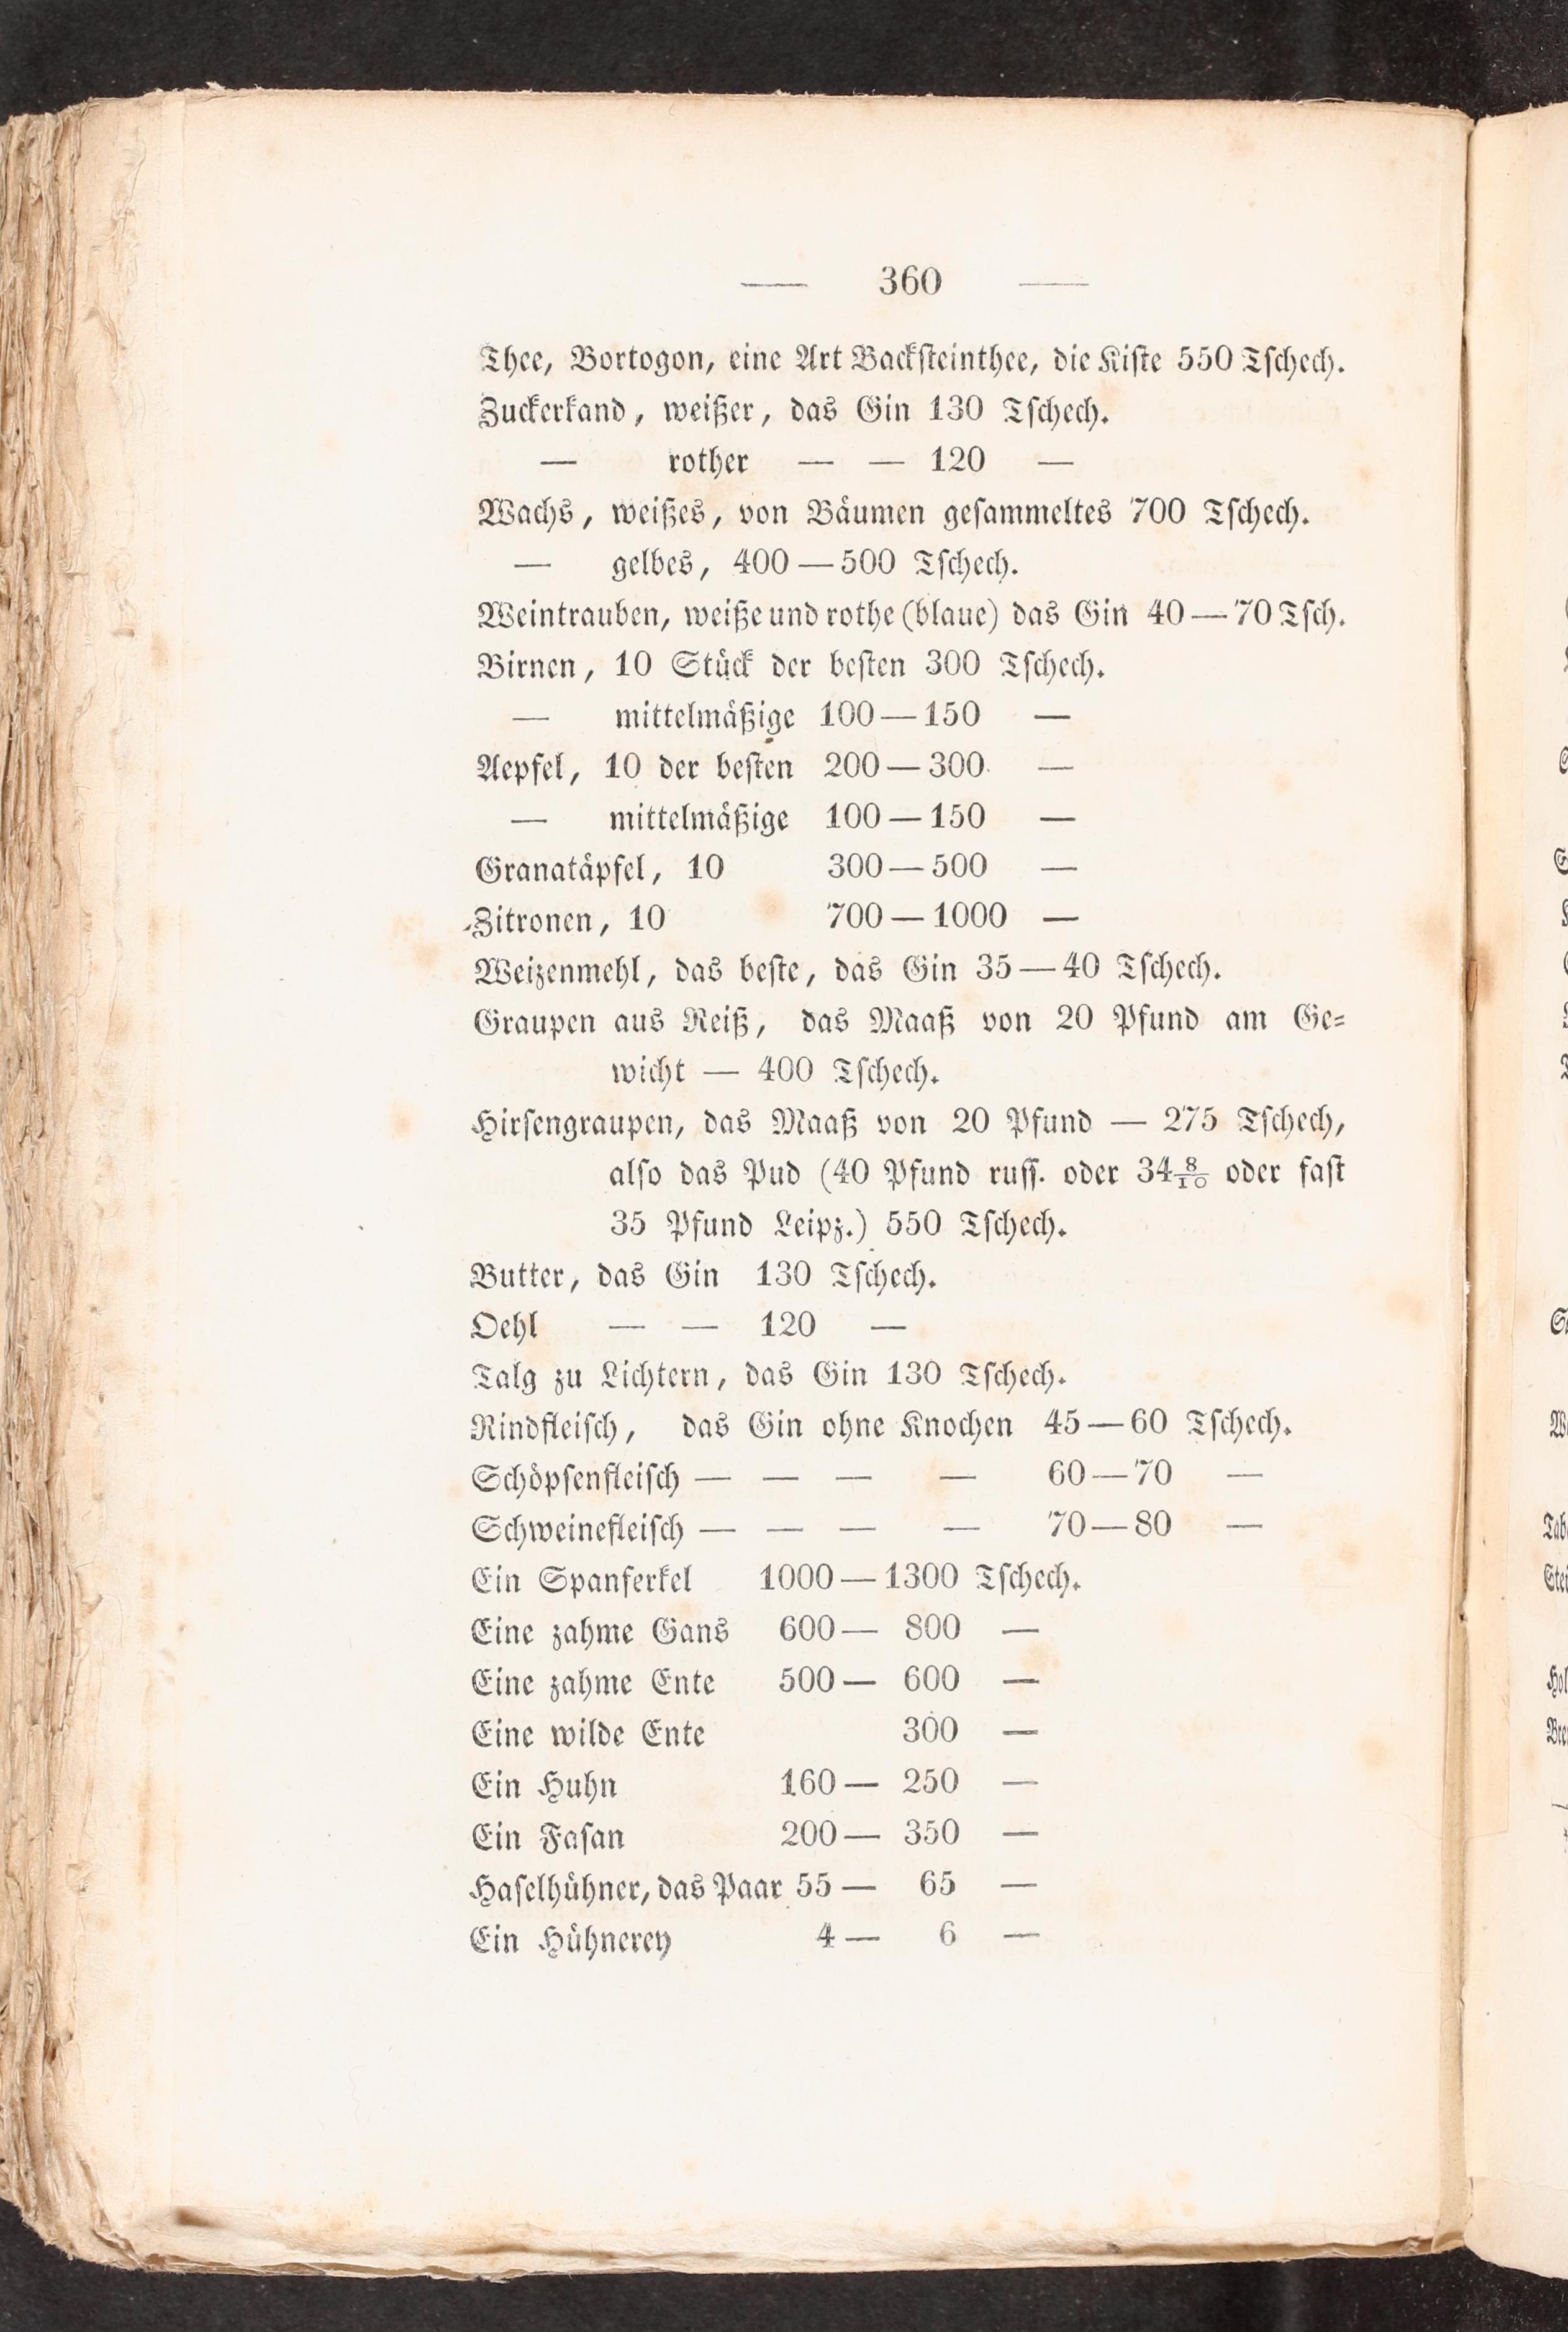 — 360 —
Thee, Bortogon, eine Art Backsteinthee, die Kiste 550 Tschech.
Zuckerkand, weißer, das Gin 130 Tschech.
— rother — — 120 —
Wachs, weißes, von Bäumen gesammeltes 700 Tschech.
— gelbes, 400—500 Tschech.
Weintrauben, weiße und rothe (blaue) das Gin 40—70 Tsch.
Birnen, 10 Stück der besten 300 Tschech.
— mittelmäßige 100—150 —
Aepfel, 10 der besten 200—300 —
— mittelmäßige 100—150 —
Granatäpfel, 10 300—500 —
Zitronen, 10 700—1000 —
Weizenmehl, das beste, das Gin 35—40 Tschech.
Graupen aus Reiß, das Maaß von 20 Pfund am Ge-
wicht — 400 Tschech.
Hirsengraupen, das Maaß von 20 Pfund — 275 Tschech,
also das Pud (40 Pfund russ. oder 34 8/10 oder fast
35 Pfund Leipz.) 550 Tschech.
Butter, das Gin 130 Tschech.
Oehl — — 120 —
Talg zu Lichtern, das Gin 130 Tschech.
Rindfleisch, das Gin ohne Knochen 45—60 Tschech.
Schöpsenfleisch — — — — 60—70 —
Schweinefleisch — — — — 70—80 —
Ein Spanferkel 1000—1300 Tschech.
Eine zahme Gans 600— 800 —
Eine zahme Ente 500— 600 —
Eine wilde Ente 300 —
Ein Huhn 160— 250 —
Ein Fasan 200— 350 —
Haselhühner, das Paar 55— 65 —
Ein Hühnerey 4— 6 —